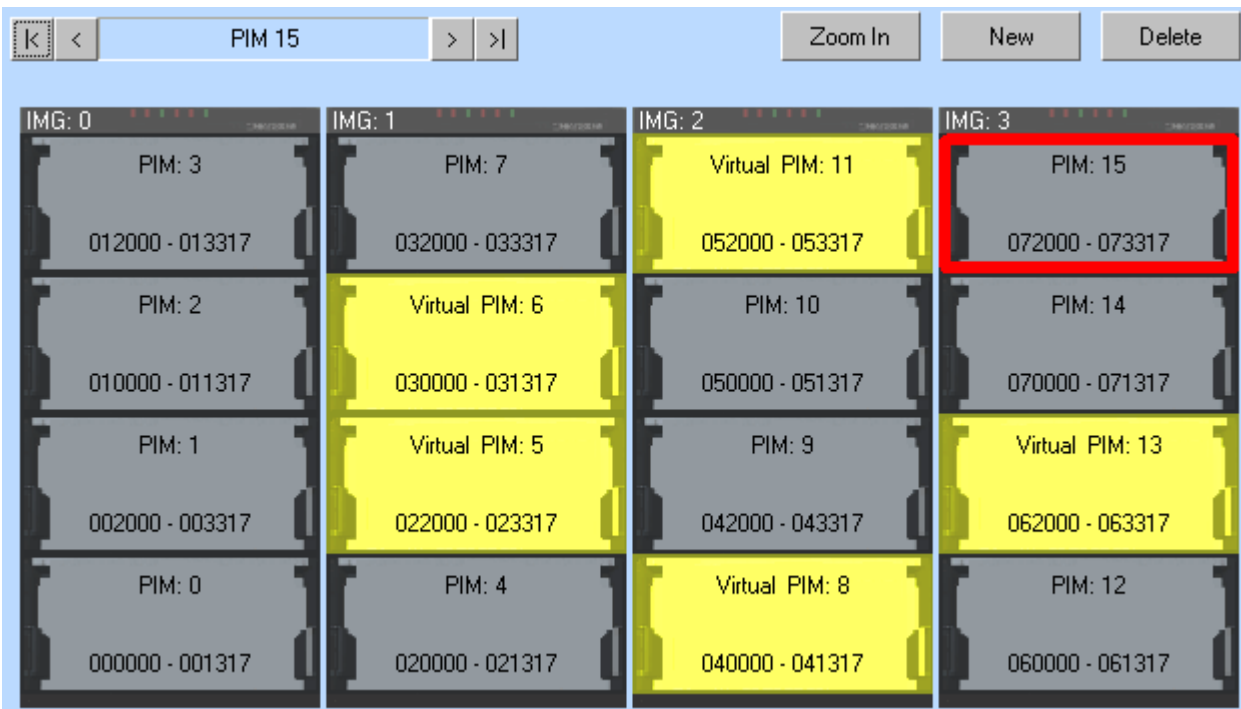 |< < PIM 15 > >| Zoom In New Delete
IMG: 0 IMG: 1 IMG: 2 IMG: 3
PIM: 3 PIM: 7 Virtual PIM: 11 PIM: 15
012000 - 013317 032000 - 033317 052000 - 053317 072000 - 073317
PIM: 2 Virtual PIM: 6 PIM: 10 PIM: 14
010000 - 011317 030000 - 031317 050000 - 051317 070000 - 071317
PIM: 1 Virtual PIM: 5 PIM: 9 Virtual PIM: 13
002000 - 003317 022000 - 023317 042000 - 043317 062000 - 063317
PIM: 0 PIM: 4 Virtual PIM: 8 PIM: 12
000000 - 001317 020000 - 021317 040000 - 041317 060000 - 061317